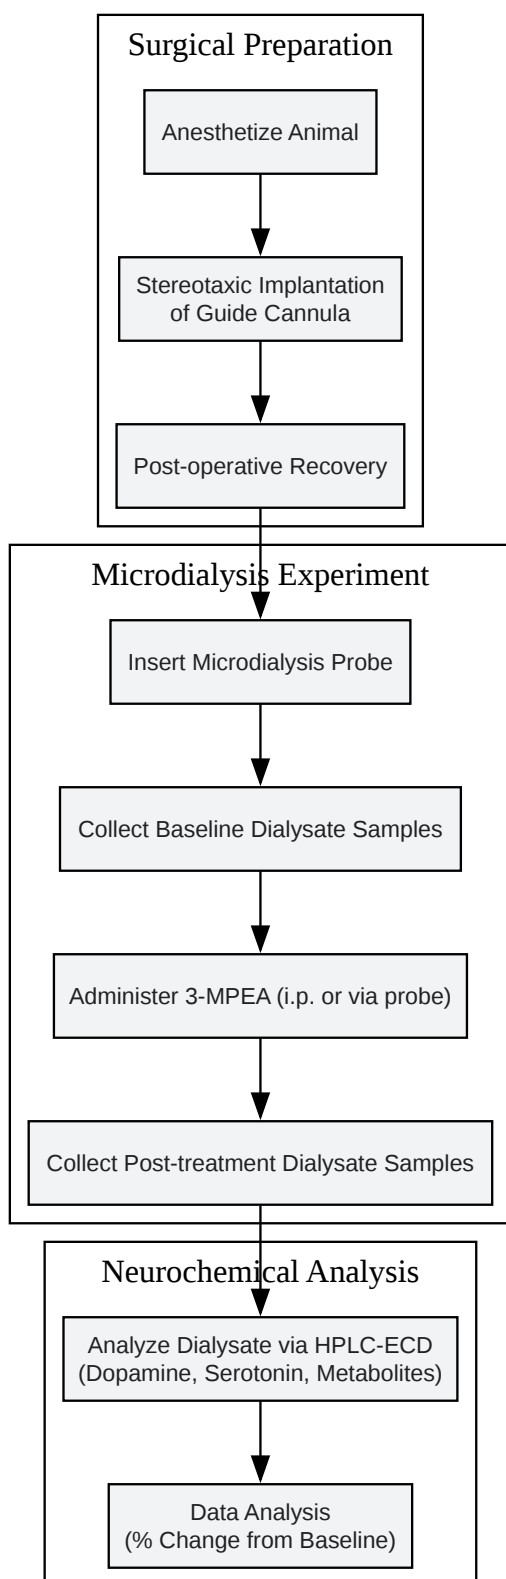 Surgical Preparation
Anesthetize Animal
Stereotaxic Implantation
of Guide Cannula
Post-operative Recovery
Microdialysis Experiment
Insert Microdialysis Probe
Collect Baseline Dialysate Samples
Administer 3-MPEA (i.p. or via probe)
Collect Post-treatment Dialysate Samples
Neurochemical Analysis
Analyze Dialysate via HPLC-ECD
(Dopamine, Serotonin, Metabolites)
Data Analysis
(% Change from Baseline)